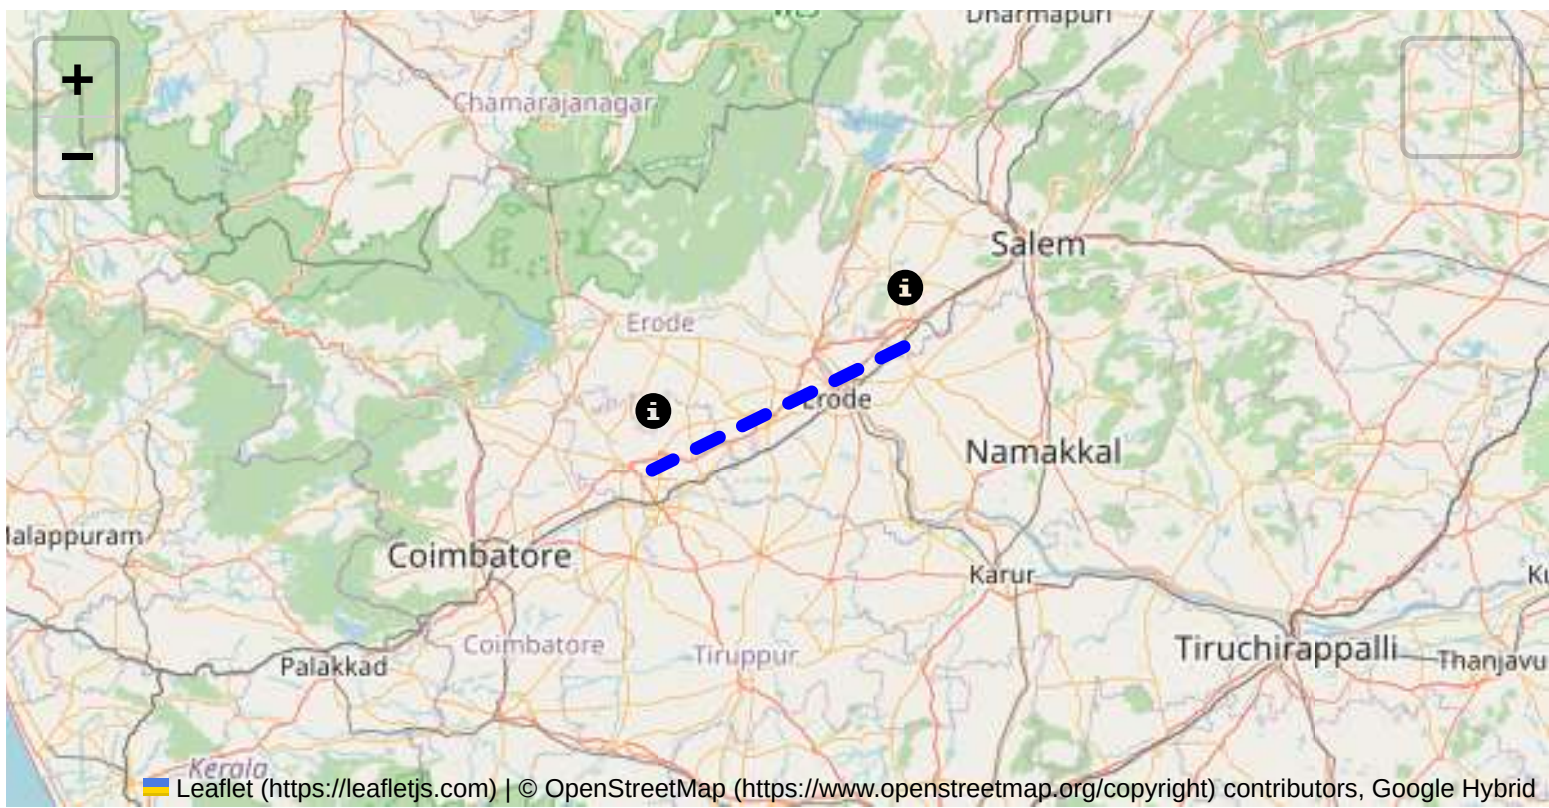 Dharmapuri
+
Chamarajanagar
−
Salem
Erode
Erode
Namakkal
Malappuram
Coimbatore
Karur
Coimbatore
Tiruppur
Palakkad
Tiruchirappalli
Thanjavu
Kerala
Leaflet (https://leafletjs.com) | © OpenStreetMap (https://www.openstreetmap.org/copyright) contributors, Google Hybrid